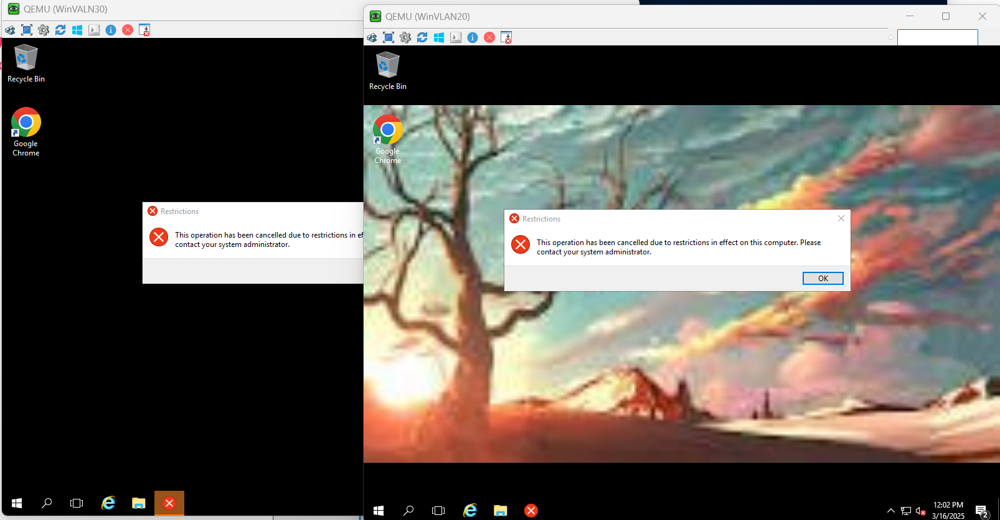 QEMU (WinVALN30)
Recycle Bin
Google
Chrome
Restrictions
This operation has been cancelled due to restrictions in ef
contact your system administrator.
QEMU (WinVLAN20)
Recycle Bin
Google
Chrome
Restrictions
This operation has been cancelled due to restrictions in effect on this computer. Please
contact your system administrator.
OK
12:02 PM
3/16/2025
2